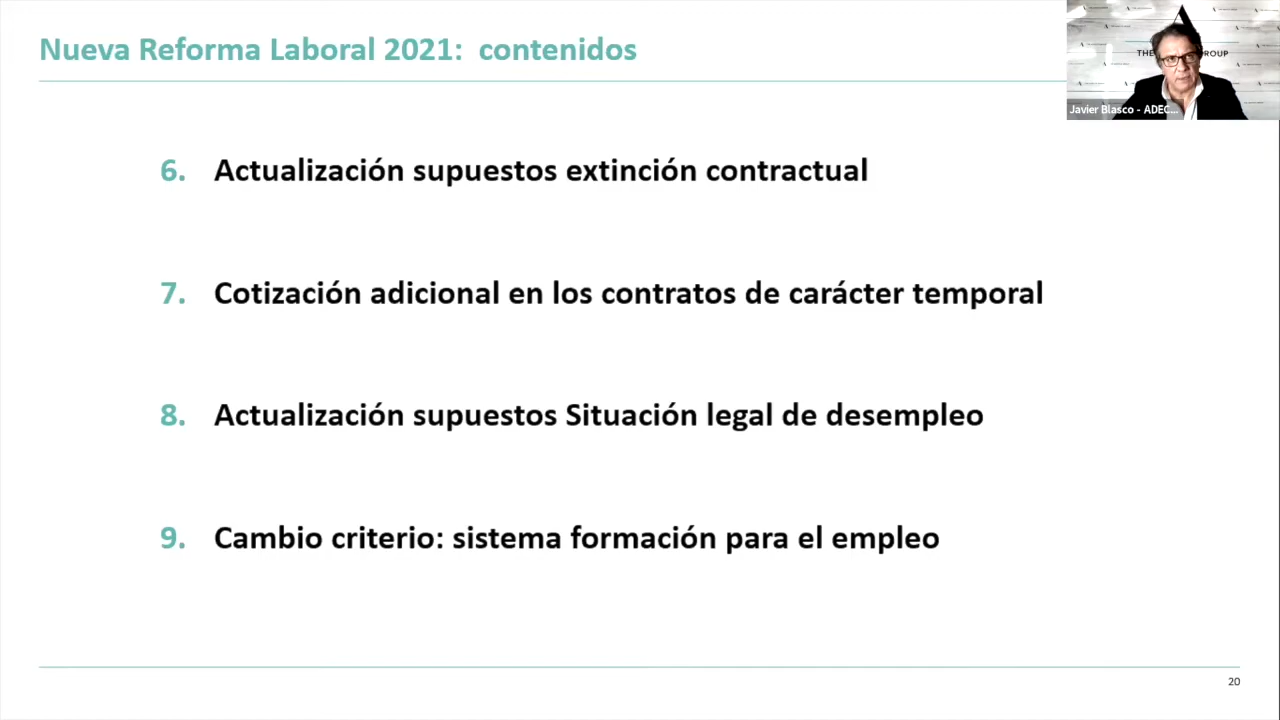 Nueva Reforma Laboral 2021: contenidos
THE
ROUP
Javier Blasco - ADEC...
6. Actualización supuestos extinción contractual
7. Cotización adicional en los contratos de carácter temporal
8. Actualización supuestos Situación legal de desempleo
9. Cambio criterio: sistema formación para el empleo
20